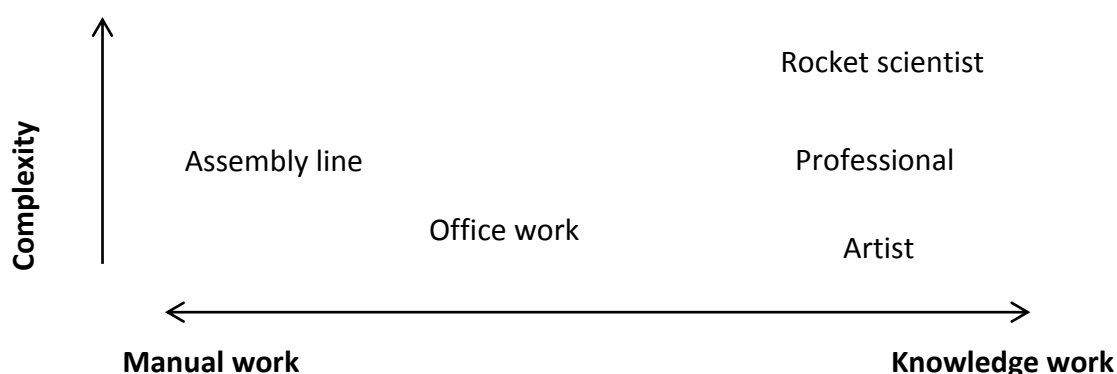 Rocket scientist
Complexity
Assembly line
Professional
Office work
Artist
Manual work
Knowledge work